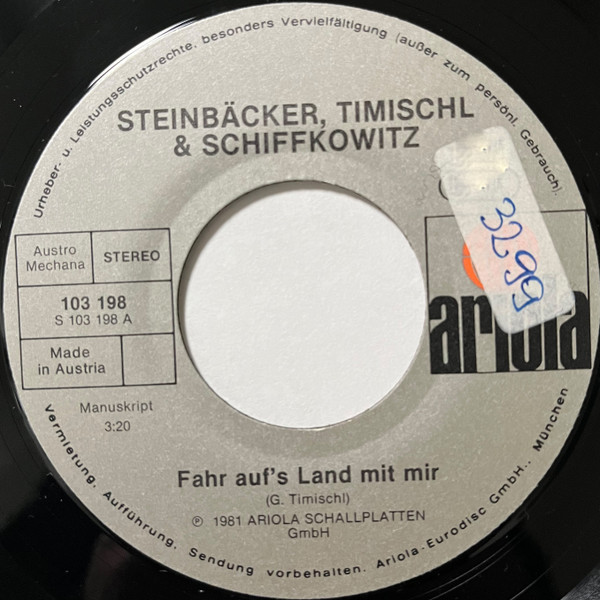 Urheber- u. Leistungsschutzrechte, besonders Vervielfältigung (außer zum persönl. Gebrauch).
STEINBÄCKER, TIMISCHL
& SCHIFFKOWITZ
3299
Austro
Mechana
STEREO
103 198
S 103 198 A
Made
in Austria
ariola
Manuskript
3:20
Fahr auf's Land mit mir
(G. Timischl)
℗ 1981 ARIOLA SCHALLPLATTEN
GmbH
Vermietung. Aufführung. Sendung vorbehalten. Ariola-Eurodisc GmbH., München